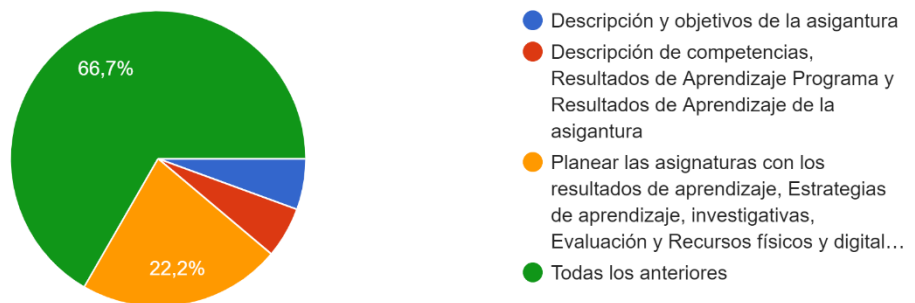 66,7%
22,2%
Descripción y objetivos de la asigantura
Descripción de competencias,
Resultados de Aprendizaje Programa y
Resultados de Aprendizaje de la
asigantura
Planear las asignaturas con los
resultados de aprendizaje, Estrategias
de aprendizaje, investigativas,
Evaluación y Recursos físicos y digital…
Todas los anteriores